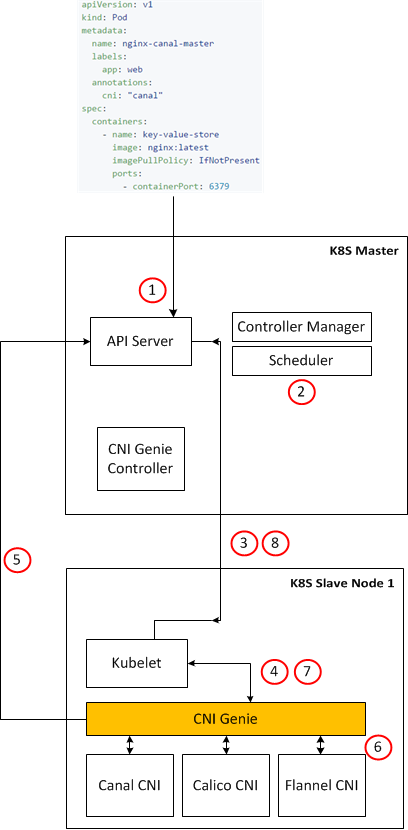 apiVersion: v1
kind: Pod
metadata:
  name: nginx-canal-master
  labels:
    app: web
  annotations:
    cni: "canal"
spec:
  containers:
    - name: key-value-store
      image: nginx:latest
      imagePullPolicy: IfNotPresent
      ports:
        - containerPort: 6379
K8S Master
1
API Server
Controller Manager
Scheduler
2
CNI Genie
Controller
3 8
5
K8S Slave Node 1
Kubelet
4 7
CNI Genie
6
Canal CNI
Calico CNI
Flannel CNI